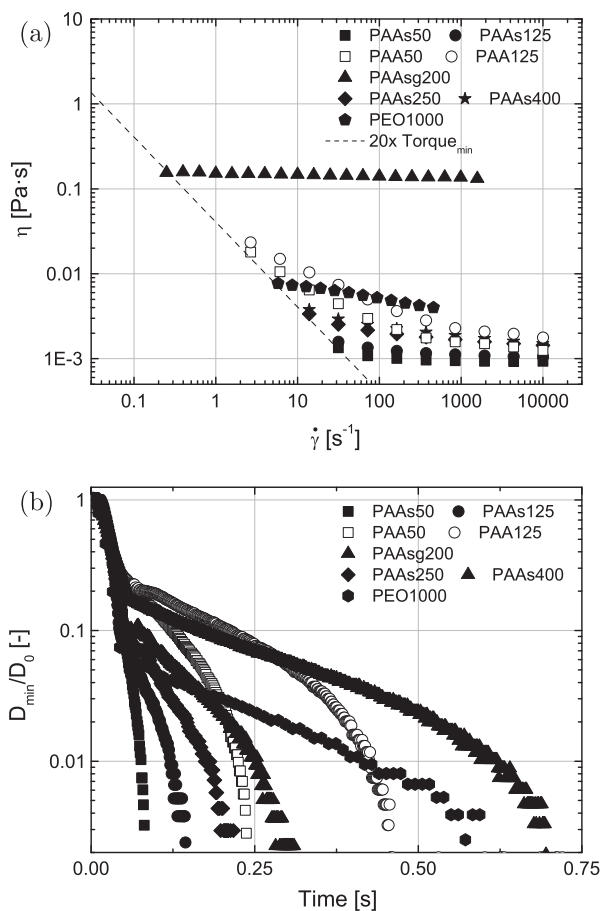 (a)
10
1
0.1
0.01
1E-3
η [Pa·s]
PAAs50 PAAs125
PAA50 PAA125
PAAsg200
PAAs250 PAAs400
PEO1000
20x Torque_min
0.1 1 10 100 1000 10000
γ̇ [s⁻¹]
(b)
1
0.1
0.01
D_min/D_0 [-]
PAAs50 PAAs125
PAA50 PAA125
PAAsg200
PAAs250 PAAs400
PEO1000
0.00 0.25 0.50 0.75
Time [s]